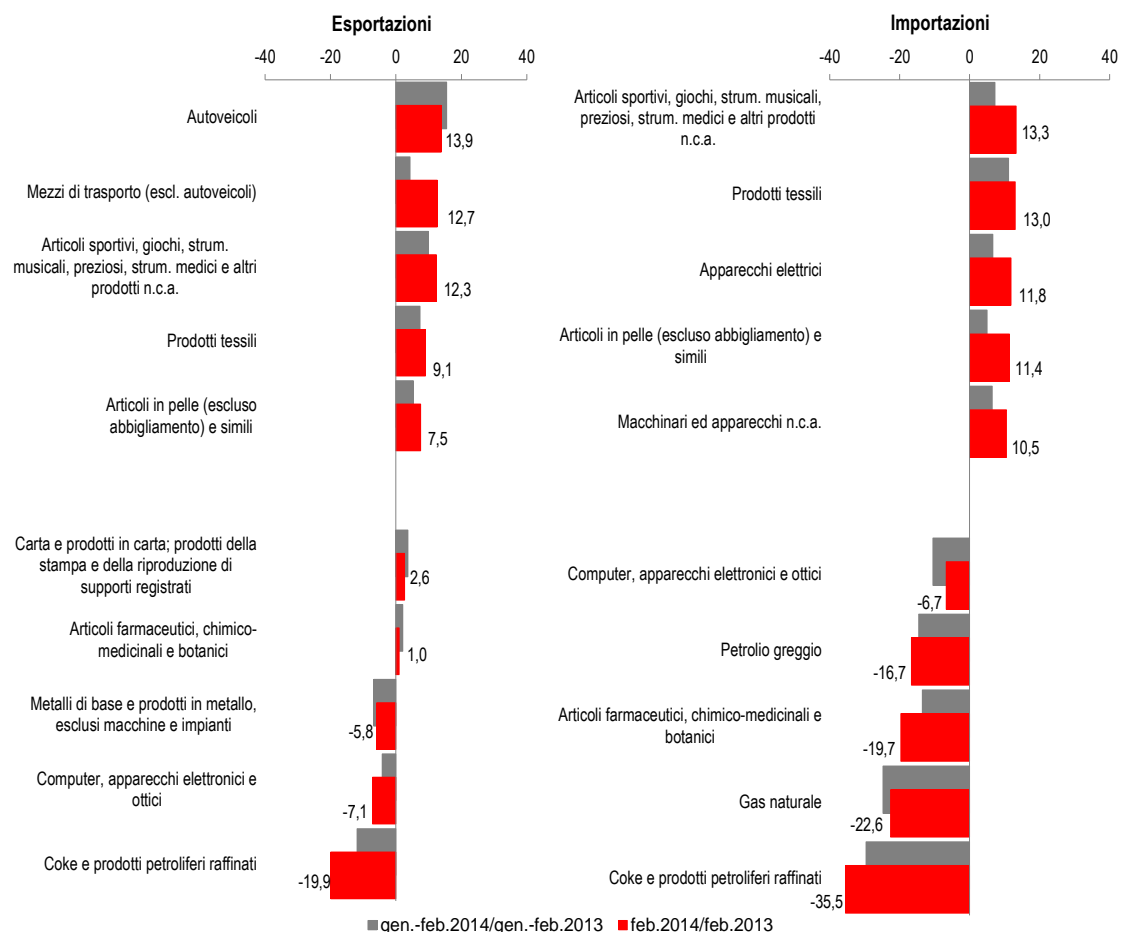 Esportazioni
-40 -20 0 20 40
Autoveicoli
13,9
Mezzi di trasporto (escl. autoveicoli)
12,7
Articoli sportivi, giochi, strum.
musicali, preziosi, strum. medici e altri
prodotti n.c.a.
12,3
Prodotti tessili
9,1
Articoli in pelle (escluso
abbigliamento) e simili
7,5
Carta e prodotti in carta; prodotti della
stampa e della riproduzione di
supporti registrati
2,6
Articoli farmaceutici, chimico-
medicinali e botanici
1,0
Metalli di base e prodotti in metallo,
esclusi macchine e impianti
-5,8
Computer, apparecchi elettronici e
ottici
-7,1
Coke e prodotti petroliferi raffinati
-19,9
Importazioni
-40 -20 0 20 40
Articoli sportivi, giochi, strum. musicali,
preziosi, strum. medici e altri prodotti
n.c.a.
13,3
Prodotti tessili
13,0
Apparecchi elettrici
11,8
Articoli in pelle (escluso abbigliamento) e
simili
11,4
Macchinari ed apparecchi n.c.a.
10,5
Computer, apparecchi elettronici e ottici
-6,7
Petrolio greggio
-16,7
Articoli farmaceutici, chimico-medicinali e
botanici
-19,7
Gas naturale
-22,6
Coke e prodotti petroliferi raffinati
-35,5
gen.-feb.2014/gen.-feb.2013 feb.2014/feb.2013